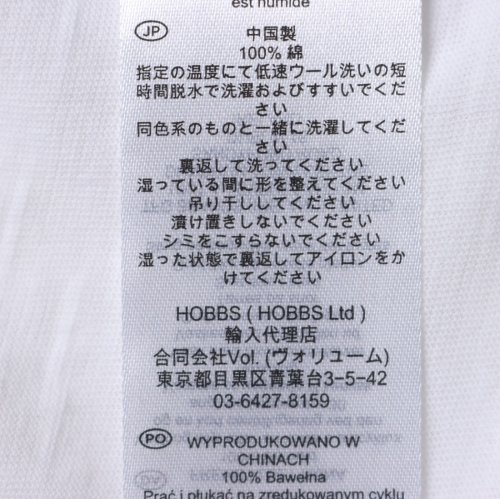 est humide
JP
中国製
100% 綿
指定の温度にて低速ウール洗いの短
時間脱水で洗濯およびすすいでくだ
さい
同色系のものと一緒に洗濯してくだ
さい
裏返して洗ってください
湿っている間に形を整えてください
吊り干ししてください
漬け置きしないでください
シミをこすらないでください
湿った状態で裏返してアイロンをか
けてください
HOBBS ( HOBBS Ltd )
輸入代理店
合同会社Vol. (ヴォリューム)
東京都目黒区青葉台3-5-42
03-6427-8159
PO
WYPRODUKOWANO W
CHINACH
100% Bawełna
Prać i płukać na zredukowanym cyklu